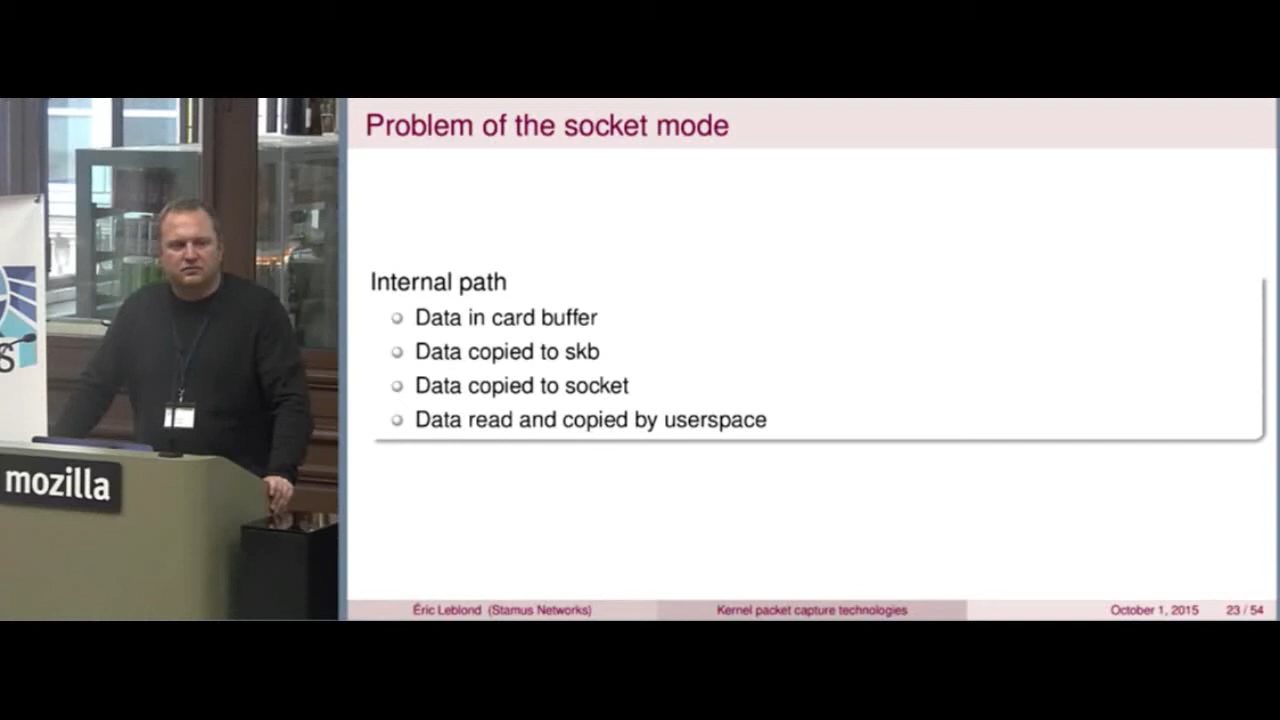 Problem of the socket mode
Internal path
Data in card buffer
Data copied to skb
Data copied to socket
Data read and copied by userspace
mozilla
S
Éric Leblond (Stamus Networks)
Kernel packet capture technologies
October 1, 2015
23 / 54